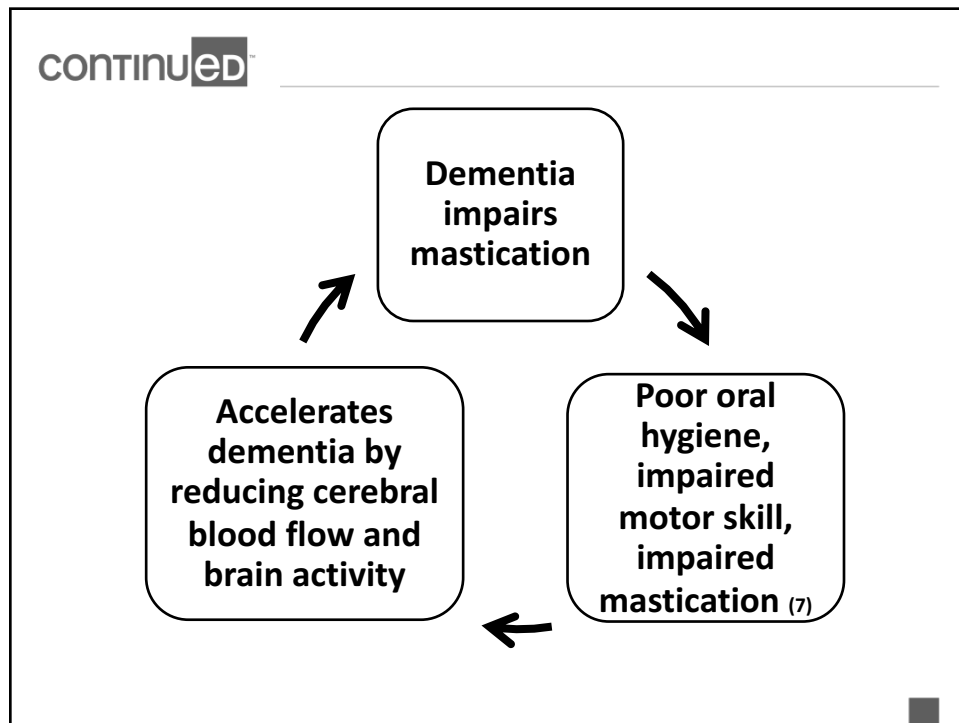 continued™
Dementia
impairs
mastication
Poor oral
hygiene,
impaired
motor skill,
impaired
mastication (7)
Accelerates
dementia by
reducing cerebral
blood flow and
brain activity